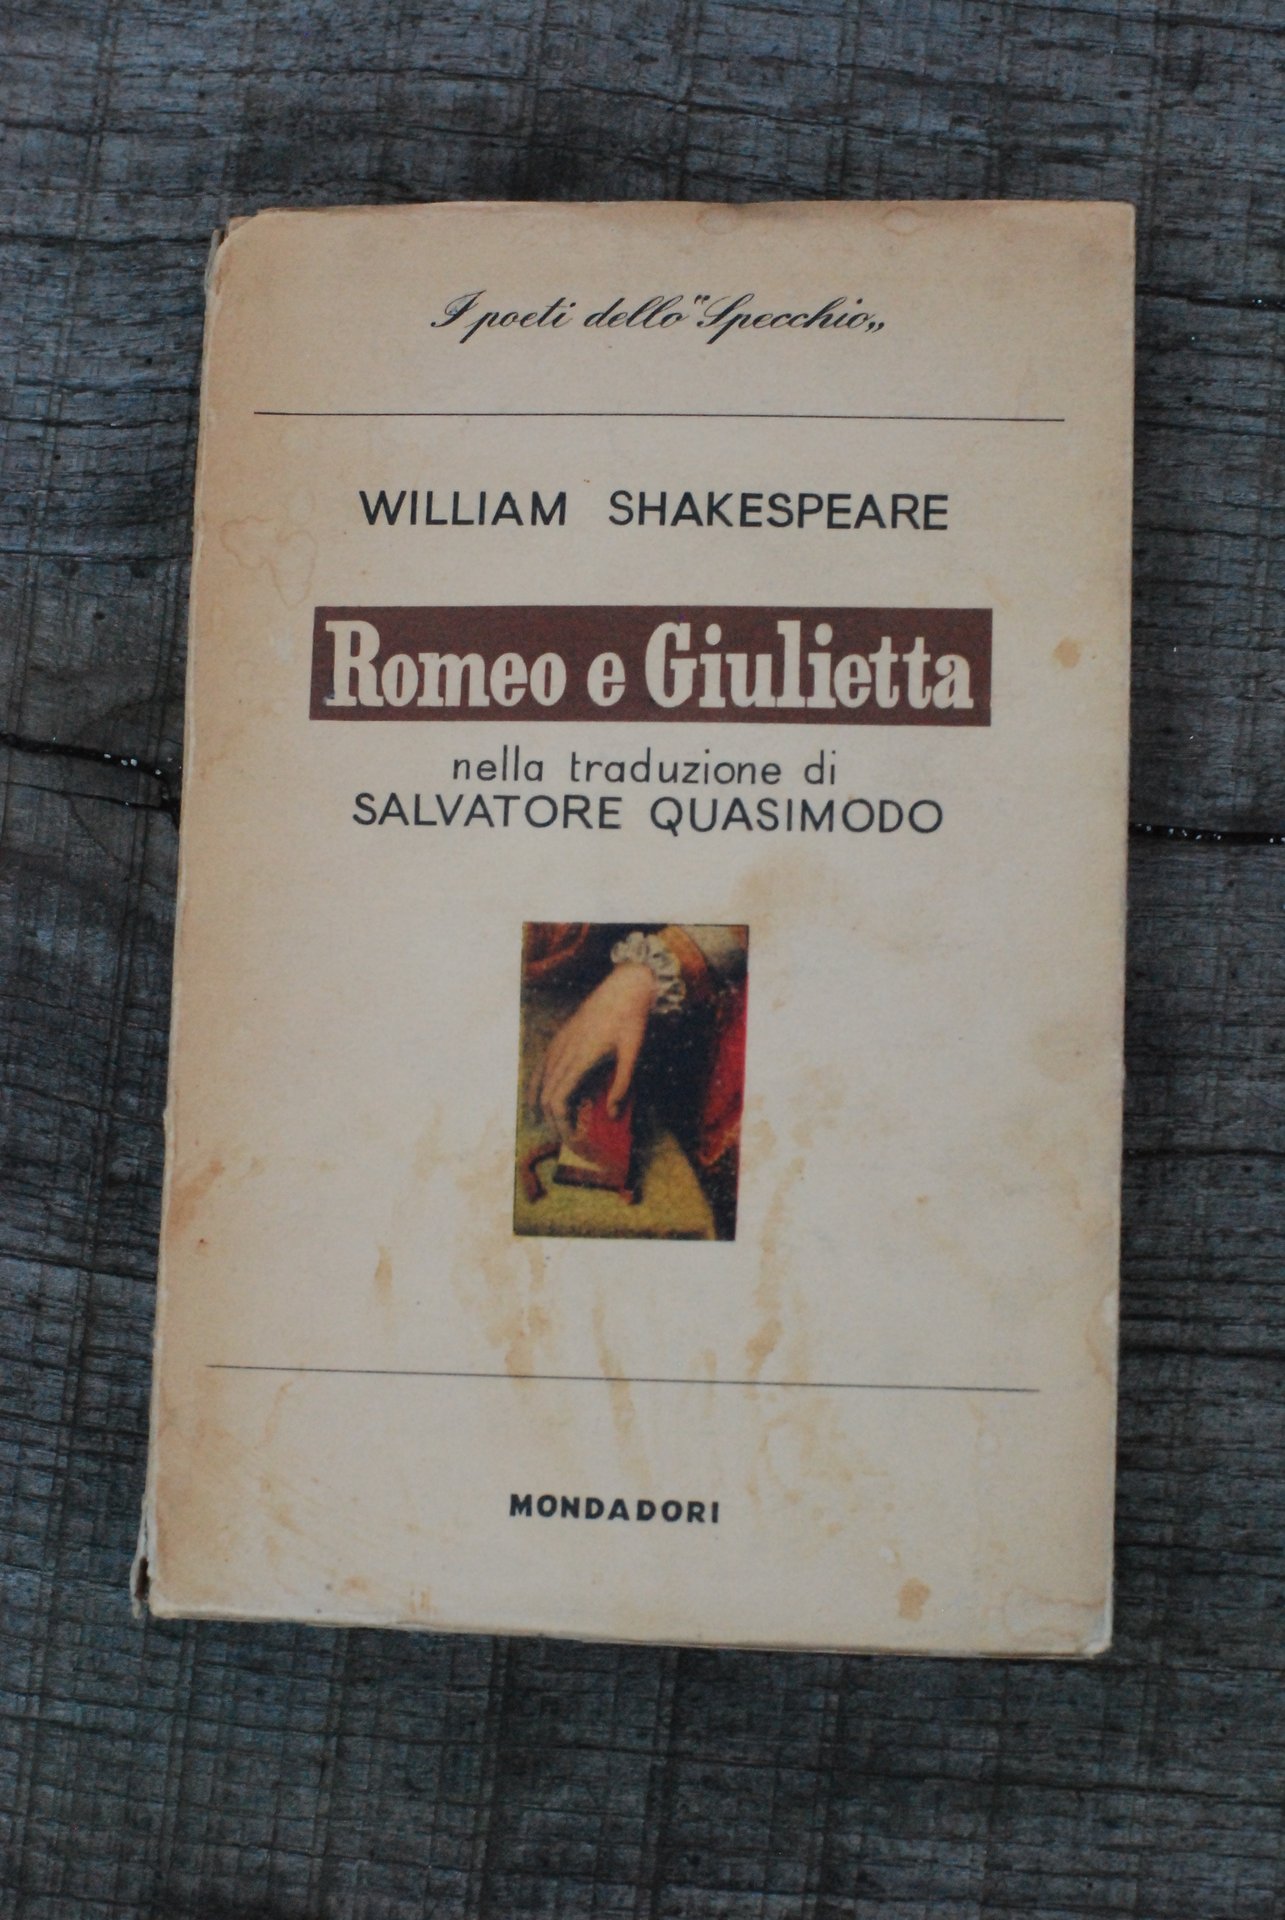 I poeti dello "Specchio„
WILLIAM SHAKESPEARE
Romeo e Giulietta
nella traduzione di
SALVATORE QUASIMODO
MONDADORI